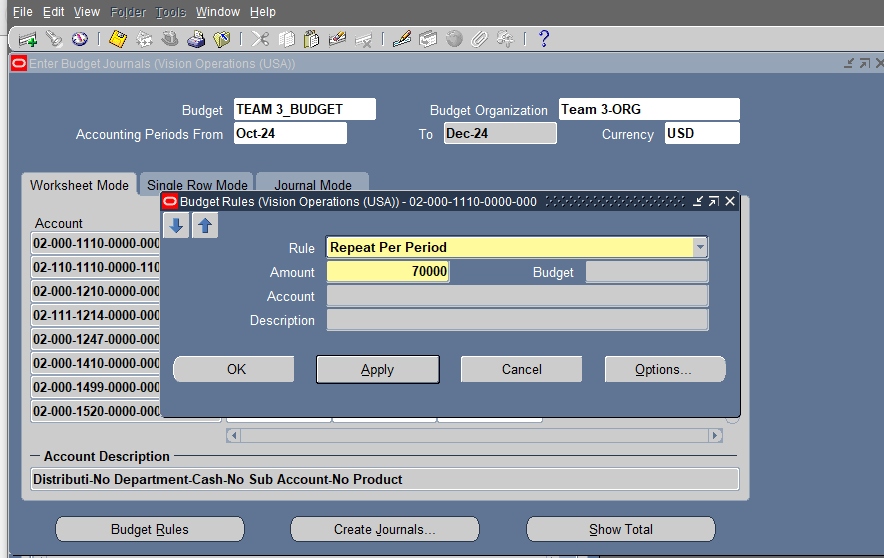 File Edit View Folder Tools Window Help
Enter Budget Journals (Vision Operations (USA))
Budget TEAM 3_BUDGET Budget Organization Team 3-ORG
Accounting Periods From Oct-24 To Dec-24 Currency USD
Worksheet Mode Single Row Mode Journal Mode
Budget Rules (Vision Operations (USA)) - 02-000-1110-0000-000
Account
02-000-1110-0000-000
02-110-1110-0000-110
02-000-1210-0000-000
02-111-1214-0000-000
02-000-1247-0000-000
02-000-1410-0000-000
02-000-1499-0000-000
02-000-1520-0000-000
Rule Repeat Per Period
Amount 70000 Budget
Account
Description
OK Apply Cancel Options...
Account Description
Distributi-No Department-Cash-No Sub Account-No Product
Budget Rules Create Journals... Show Total